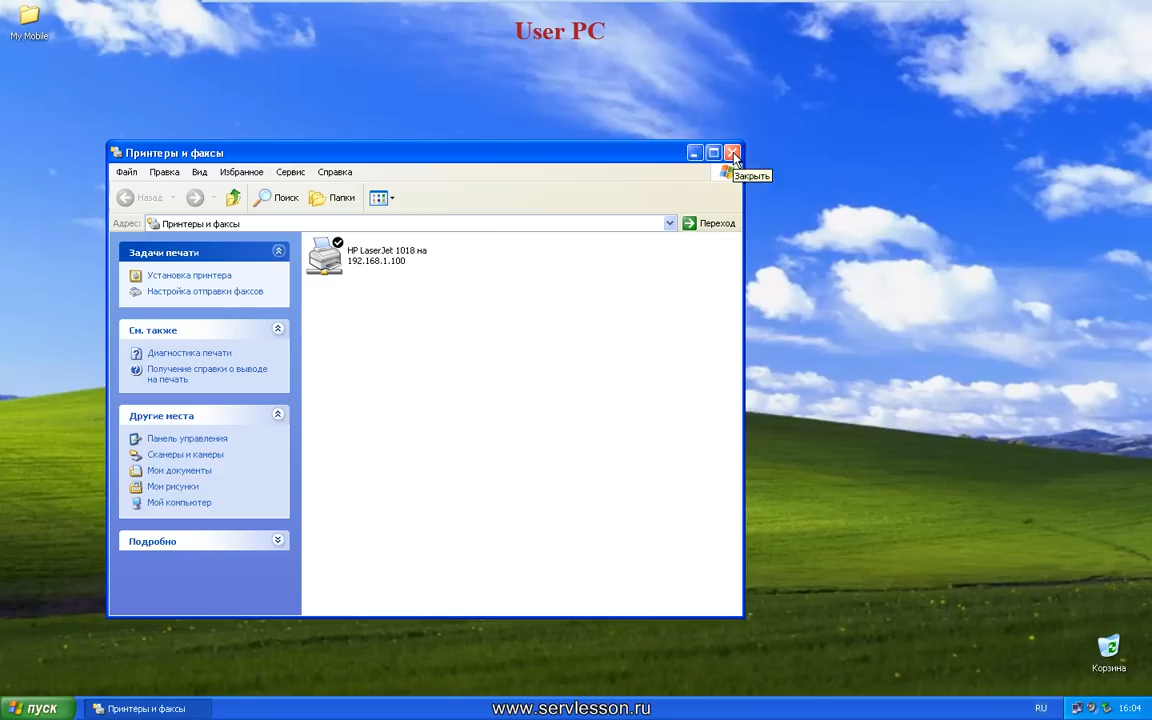 My Mobile
User PC
Принтеры и факсы
Файл Правка Вид Избранное Сервис Справка
Закрыть
Назад Поиск Папки
Адрес: Принтеры и факсы Переход
Задачи печати
Установка принтера
Настройка отправки факсов
См. также
Диагностика печати
Получение справки о выводе
на печать
Другие места
Панель управления
Сканеры и камеры
Мои документы
Мои рисунки
Мой компьютер
Подробно
HP LaserJet 1018 на
192.168.1.100
Корзина
пуск Принтеры и факсы www.servlesson.ru RU 16:04